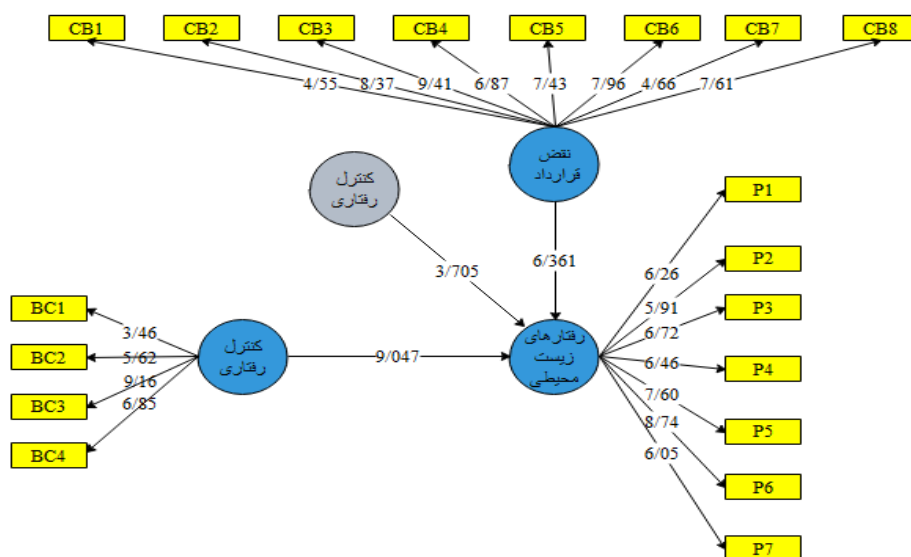 CB1 CB2 CB3 CB4 CB5 CB6 CB7 CB8
4/55 8/37 9/41 6/87 7/43 7/96 4/66 7/61
نقض
قرارداد
کنترل
رفتاری
3/705
6/361
P1
P2
P3
P4
P5
P6
P7
6/26
5/91
6/72
6/46
7/60
8/74
6/05
رفتارهای
زیست
محیطی
9/047
کنترل
رفتاری
BC1
BC2
BC3
BC4
3/46
5/62
9/16
6/85